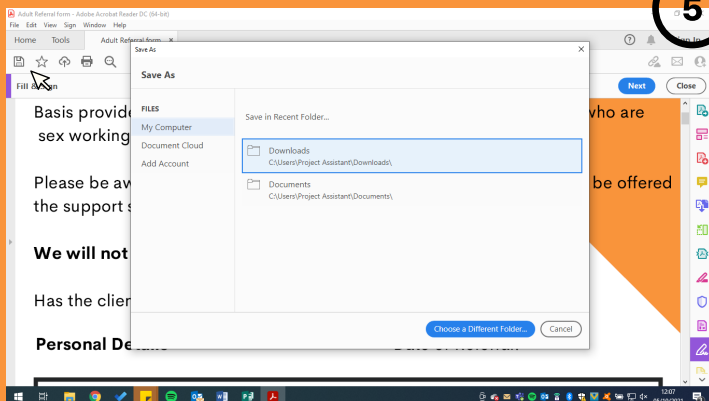 5
Adult Referral form - Adobe Acrobat Reader DC (64-bit)
File Edit View Sign Window Help
Home Tools Adult Referral form ×
Sign In
Save As
Save As
Fill & Sign
Next Close
FILES
My Computer
Document Cloud
Add Account
Save in Recent Folder...
Downloads
C:\Users\Project Assistant\Downloads\
Documents
C:\Users\Project Assistant\Documents\
Choose a Different Folder... Cancel
Basis provide who are
sex working
Please be aw be offered
the support s
We will not
Has the clien
Personal De
12:07